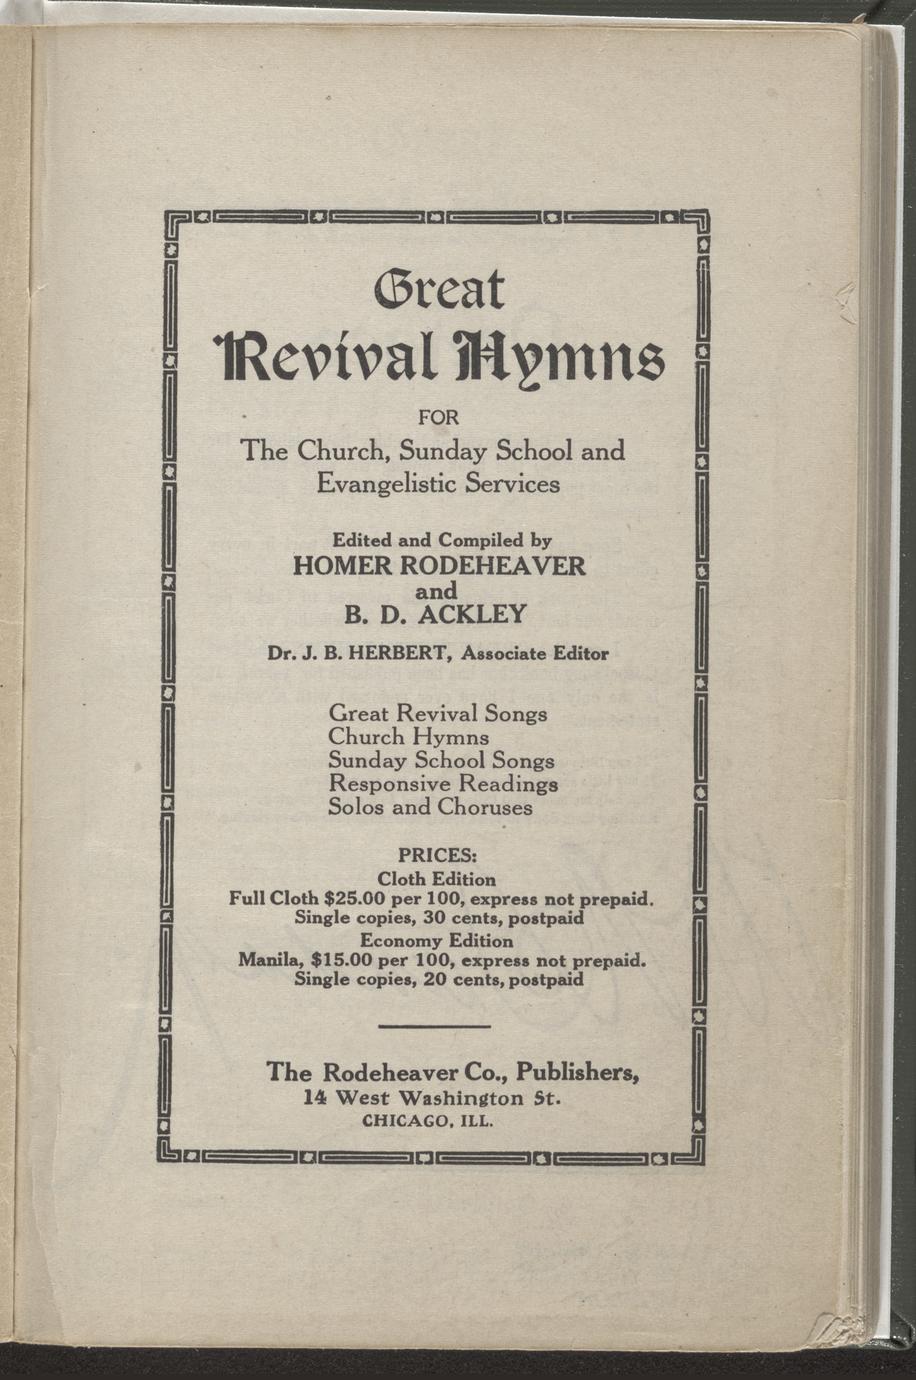 Great
Revival Hymns
FOR
The Church, Sunday School and
Evangelistic Services
Edited and Compiled by
HOMER RODEHEAVER
and
B. D. ACKLEY
Dr. J. B. HERBERT, Associate Editor
Great Revival Songs
Church Hymns
Sunday School Songs
Responsive Readings
Solos and Choruses
PRICES:
Cloth Edition
Full Cloth $25.00 per 100, express not prepaid.
Single copies, 30 cents, postpaid
Economy Edition
Manila, $15.00 per 100, express not prepaid.
Single copies, 20 cents, postpaid
The Rodeheaver Co., Publishers,
14 West Washington St.
CHICAGO, ILL.